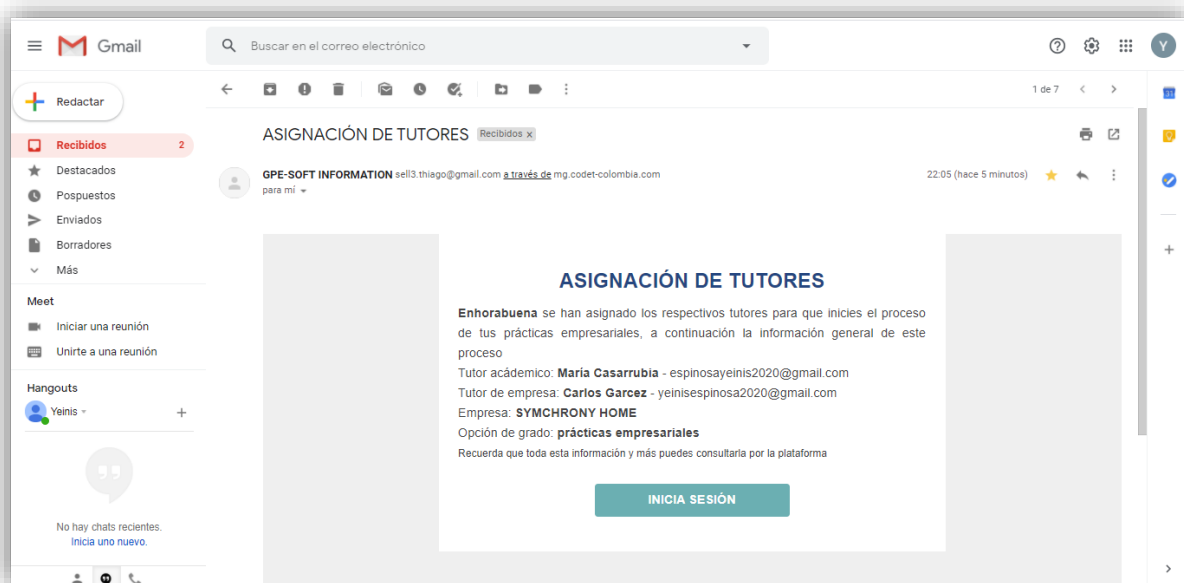 Gmail
Buscar en el correo electrónico
Y
Redactar
1 de 7
31
Recibidos 2
Destacados
Pospuestos
Enviados
Borradores
Más
Meet
Iniciar una reunión
Unirte a una reunión
Hangouts
Yeinis
No hay chats recientes.
Inicia uno nuevo.
ASIGNACIÓN DE TUTORES Recibidos x
GPE-SOFT INFORMATION sell3.thiago@gmail.com a través de mg.codet-colombia.com 22:05 (hace 5 minutos)
para mí
ASIGNACIÓN DE TUTORES
Enhorabuena se han asignado los respectivos tutores para que inicies el proceso
de tus prácticas empresariales, a continuación la información general de este
proceso
Tutor académico: María Casarrubia - espinosayeinis2020@gmail.com
Tutor de empresa: Carlos Garcez - yeinisespinosa2020@gmail.com
Empresa: SYMCHRONY HOME
Opción de grado: prácticas empresariales
Recuerda que toda esta información y más puedes consultarla por la plataforma
INICIA SESIÓN